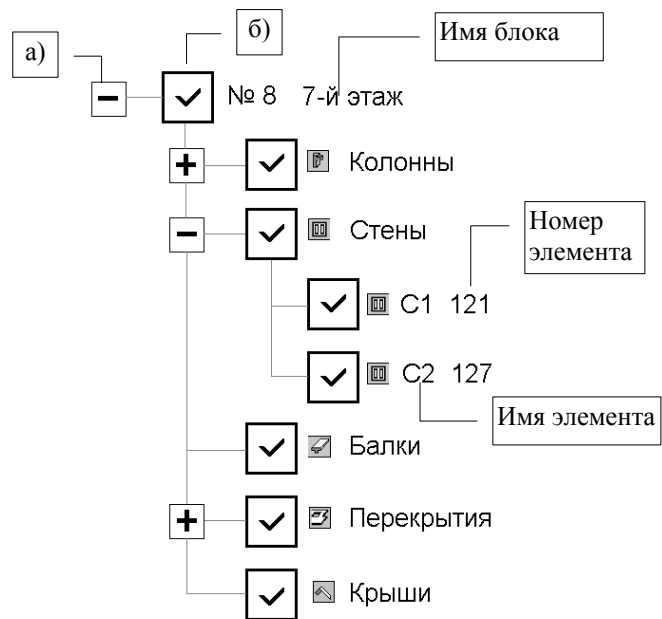 а)
б)
Имя блока
№ 8 7-й этаж
Колонны
Стены
Номер
элемента
С1 121
С2 127
Имя элемента
Балки
Перекрытия
Крыши